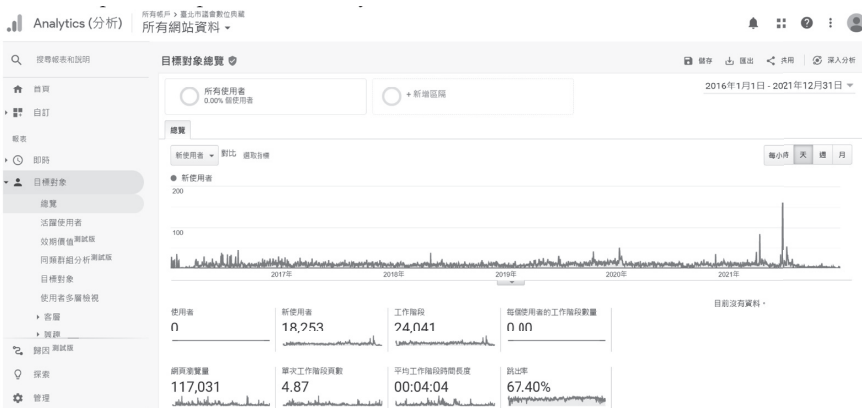 所有帳戶 > 臺北市議會數位典藏
Analytics (分析)
所有網站資料
搜尋報表和說明
首頁
自訂
報表
即時
目標對象
總覽
活躍使用者
效期價值 測試版
同類群組分析 測試版
目標對象
使用者多層檢視
客層
興趣
歸因 測試版
探索
管理
目標對象總覽
儲存
匯出
共用
深入分析
所有使用者
0.00% 個使用者
+ 新增區隔
2016年1月1日 - 2021年12月31日
總覽
新使用者
對比
選取指標
每小時
天
週
月
新使用者
200
100
2017年
2018年
2019年
2020年
2021年
使用者
0
新使用者
18,253
工作階段
24,041
每個使用者的工作階段數量
0.00
網頁瀏覽量
117,031
單次工作階段頁數
4.87
平均工作階段時間長度
00:04:04
跳出率
67.40%
目前沒有資料。